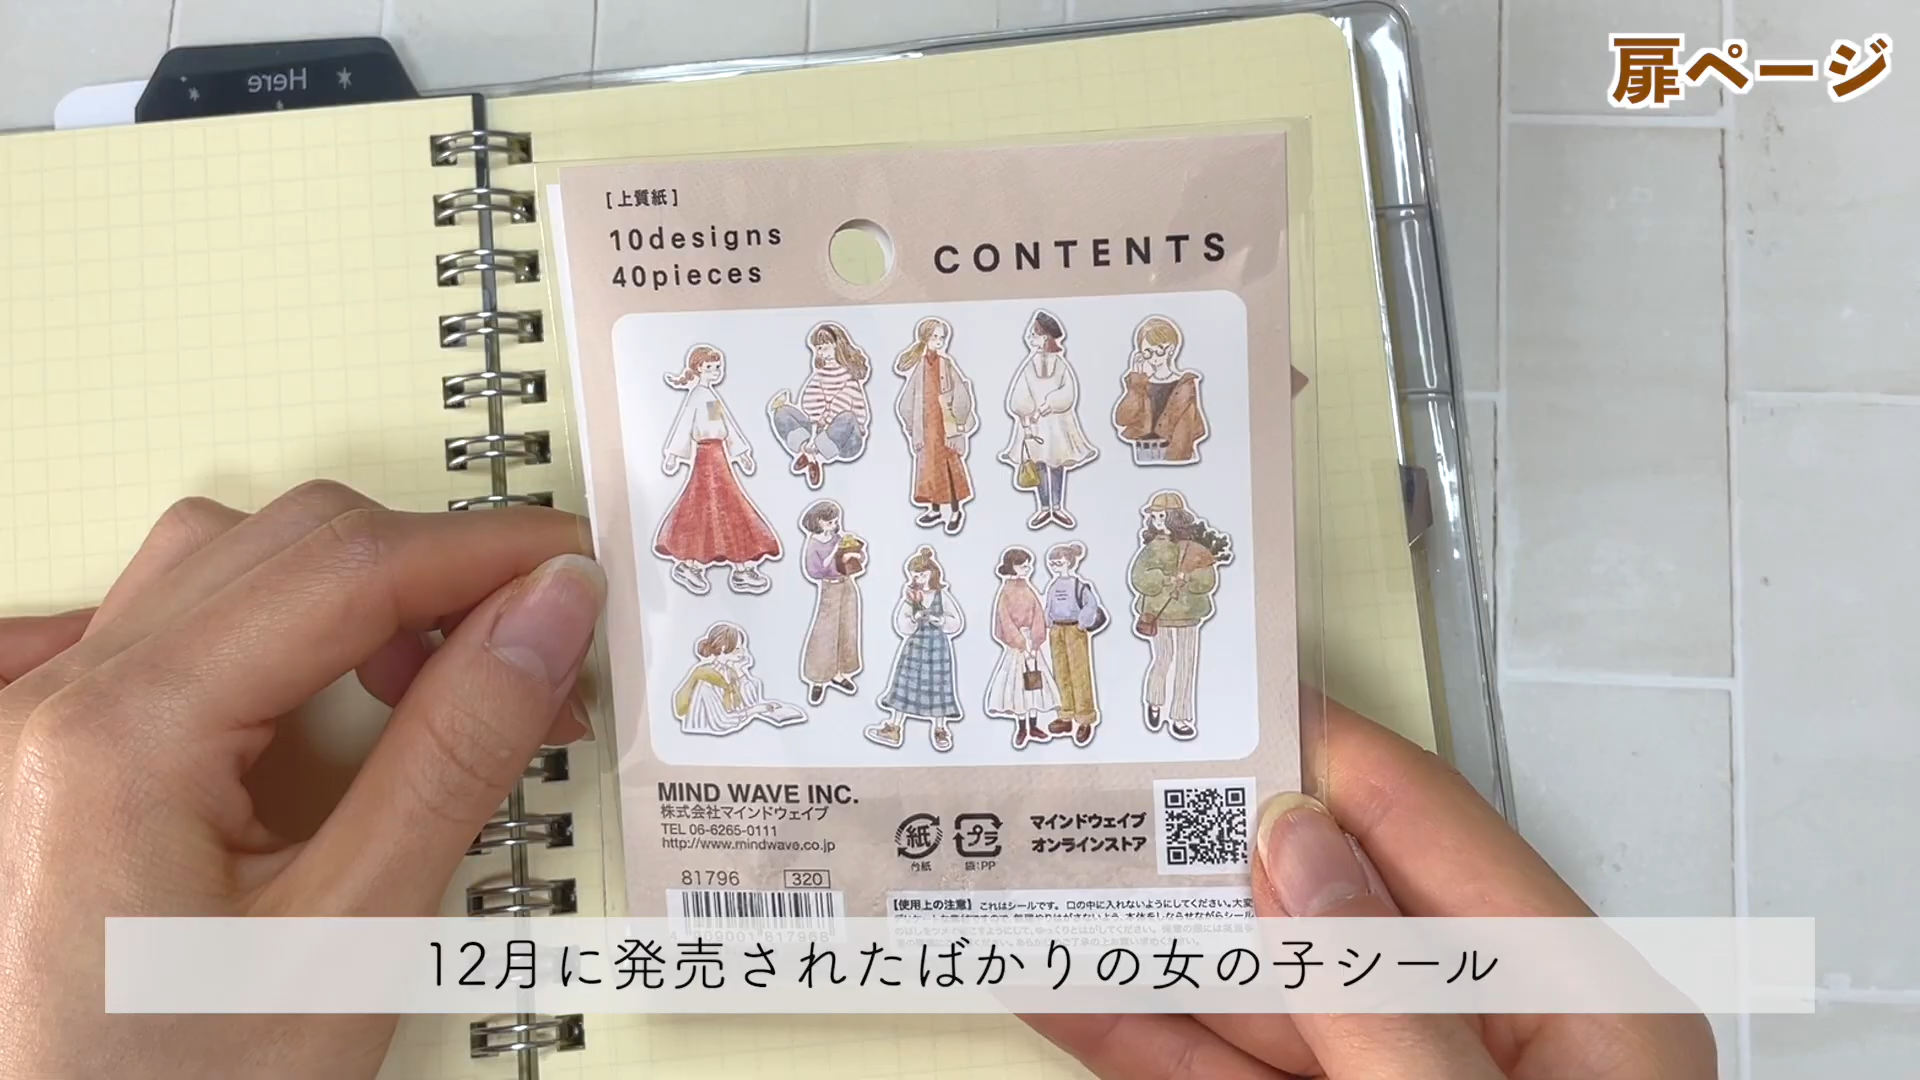 扉ページ
Here
[上質紙]
10designs
40pieces
CONTENTS
MIND WAVE INC.
株式会社マインドウェイブ
TEL 06-6265-0111
http://www.mindwave.co.jp
紙
台紙
プラ
袋:PP
マインドウェイブ
オンラインストア
81796
320
【使用上の注意】これはシールです。口の中に入れないようにしてください。大変
12月に発売されたばかりの女の子シール